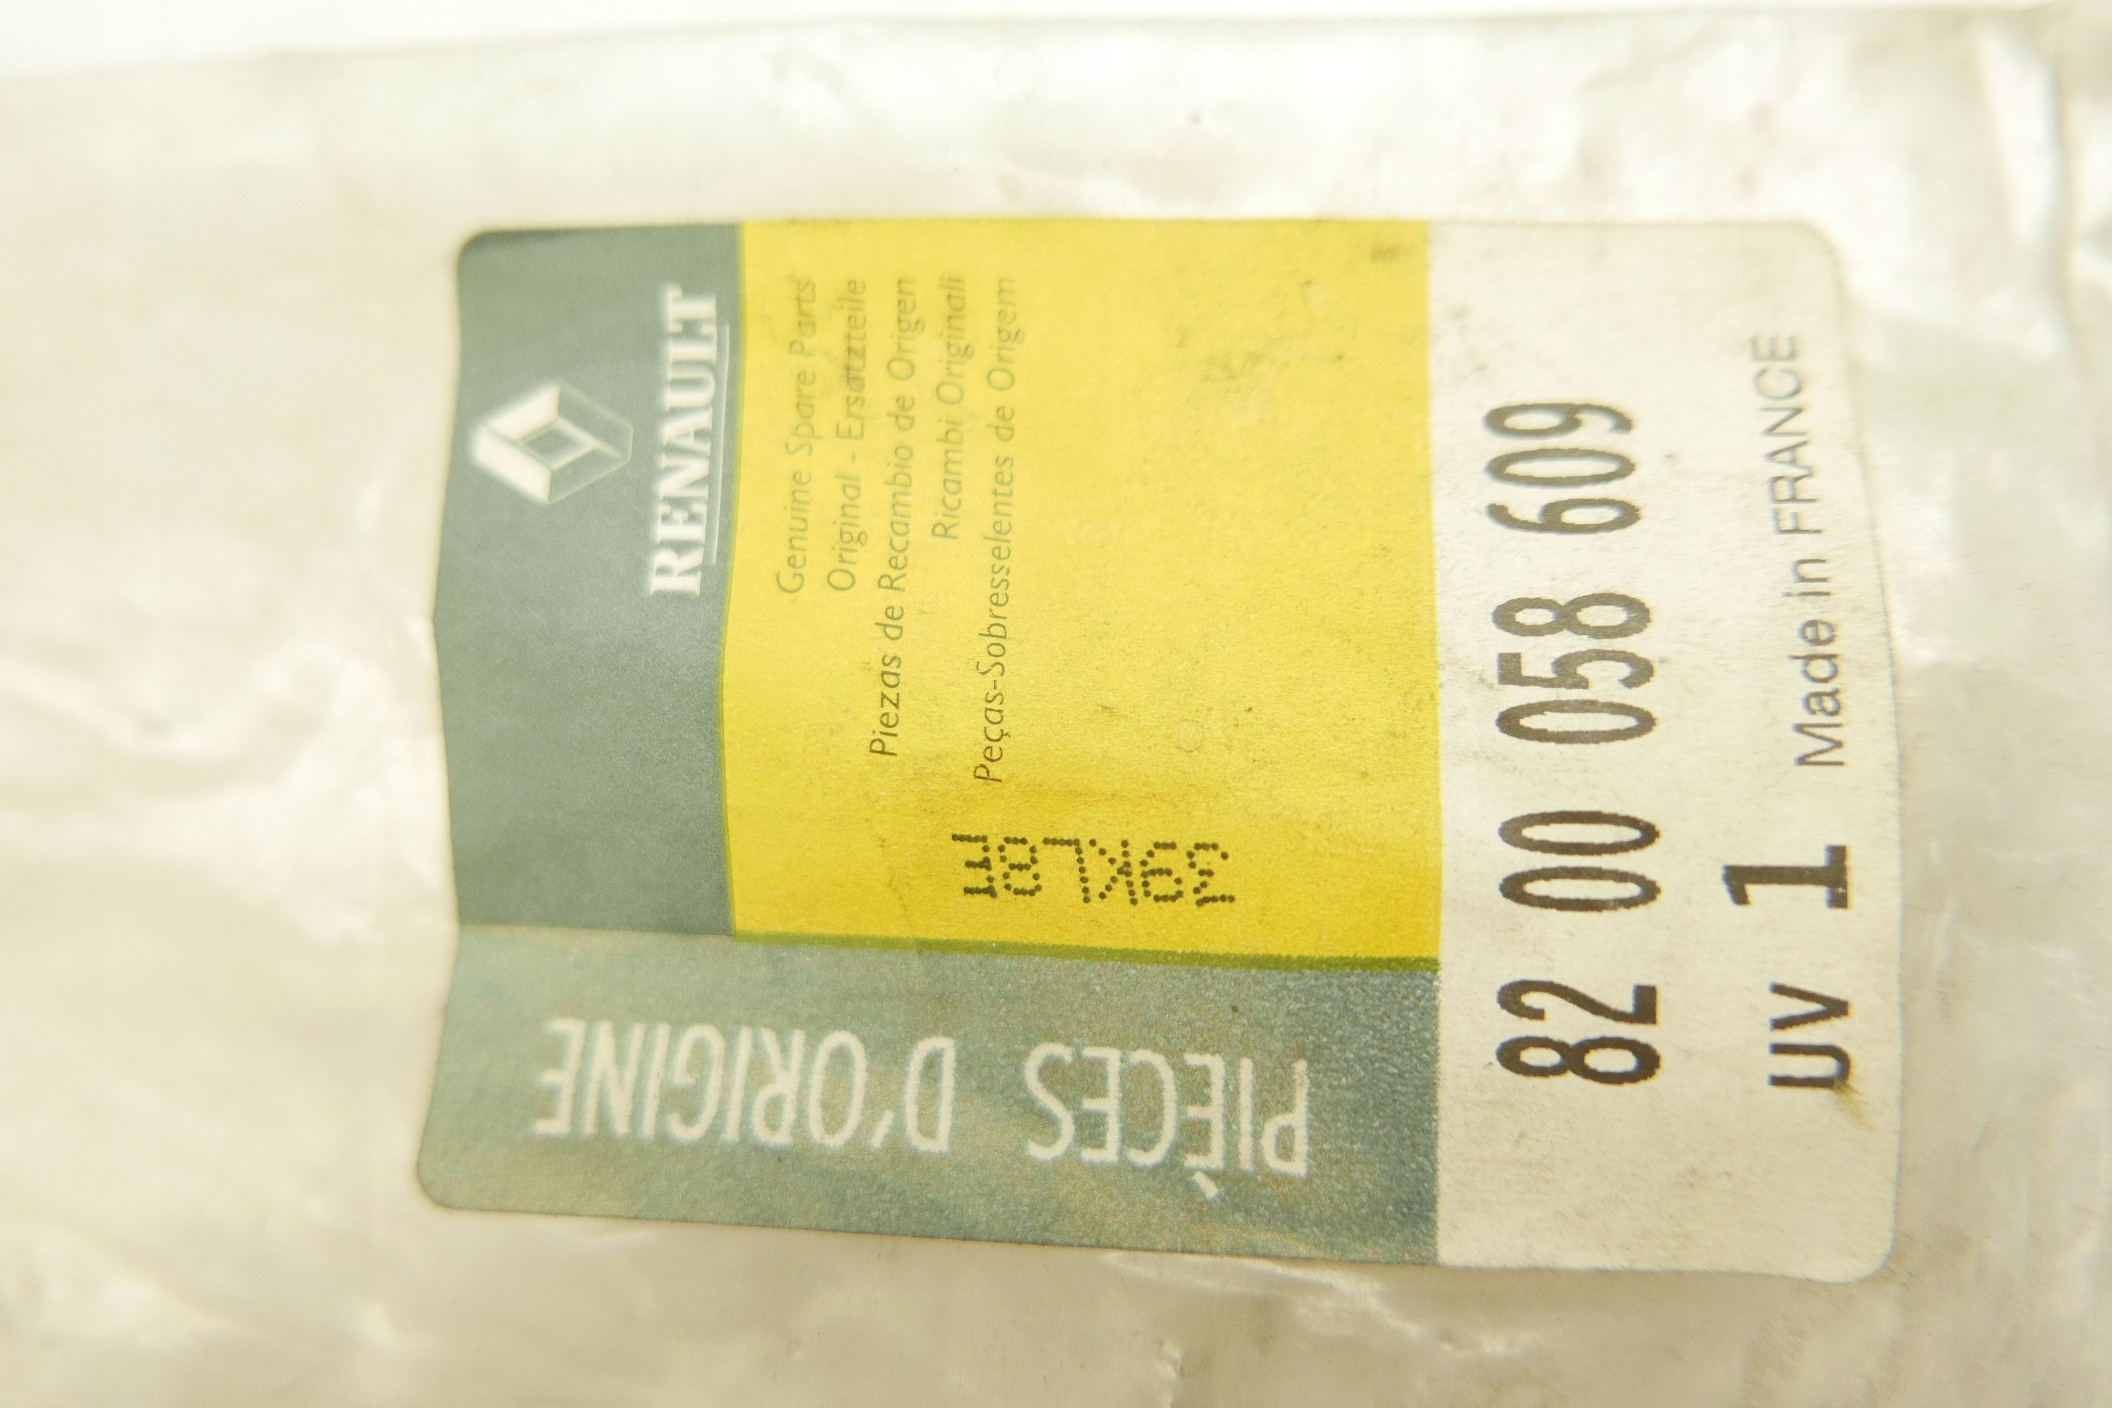 RENAULT
Genuine Spare Parts
Original - Ersatzteile
Piezas de Recambio de Origen
Ricambi Originali
Peças-Sobresselentes de Origem
PIÈCES D'ORIGINE
82 00 058 609
UV 1 Made in FRANCE